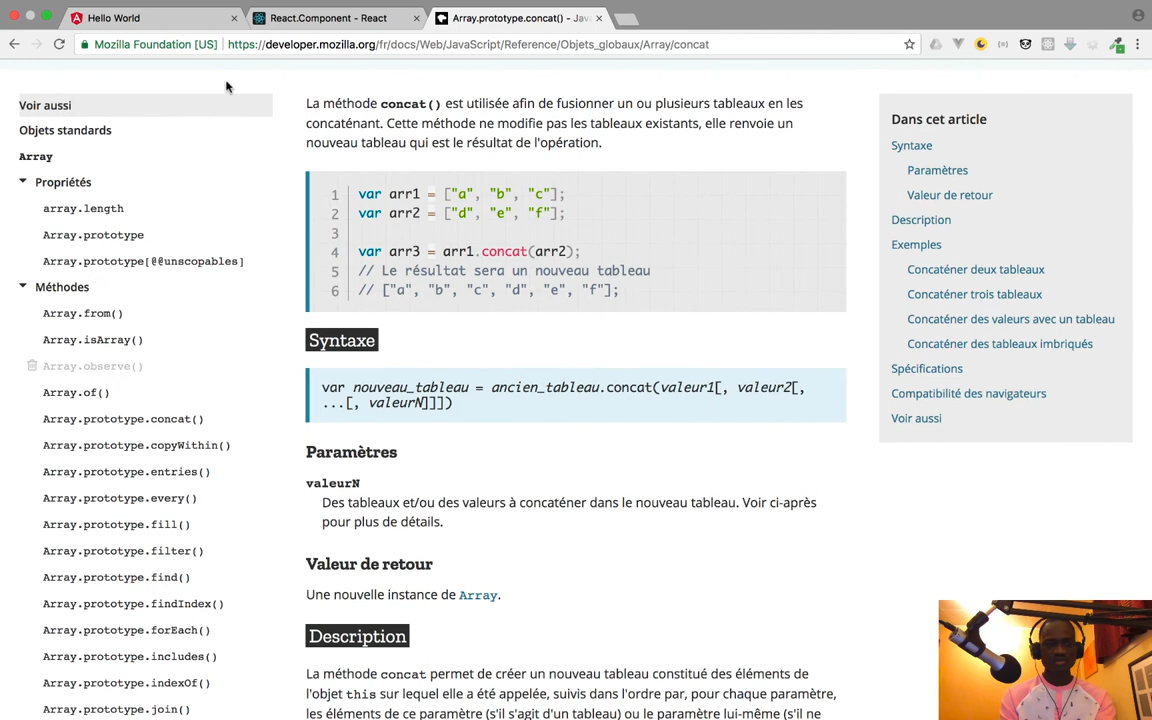 Hello World
React.Component - React
Array.prototype.concat() - Jav
Mozilla Foundation [US]
https://developer.mozilla.org/fr/docs/Web/JavaScript/Reference/Objets_globaux/Array/concat
Voir aussi
Objets standards
Array
Propriétés
array.length
Array.prototype
Array.prototype[@@unscopables]
Méthodes
Array.from()
Array.isArray()
Array.observe()
Array.of()
Array.prototype.concat()
Array.prototype.copyWithin()
Array.prototype.entries()
Array.prototype.every()
Array.prototype.fill()
Array.prototype.filter()
Array.prototype.find()
Array.prototype.findIndex()
Array.prototype.forEach()
Array.prototype.includes()
Array.prototype.indexOf()
Array.prototype.join()
La méthode concat() est utilisée afin de fusionner un ou plusieurs tableaux en les
concaténant. Cette méthode ne modifie pas les tableaux existants, elle renvoie un
nouveau tableau qui est le résultat de l'opération.
1 var arr1 = ["a", "b", "c"];
2 var arr2 = ["d", "e", "f"];
3
4 var arr3 = arr1.concat(arr2);
5 // Le résultat sera un nouveau tableau
6 // ["a", "b", "c", "d", "e", "f"];
Syntaxe
var nouveau_tableau = ancien_tableau.concat(valeur1[, valeur2[,
...[, valeurN]]])
Paramètres
valeurN
Des tableaux et/ou des valeurs à concaténer dans le nouveau tableau. Voir ci-après
pour plus de détails.
Valeur de retour
Une nouvelle instance de Array.
Description
La méthode concat permet de créer un nouveau tableau constitué des éléments de
l'objet this sur lequel elle a été appelée, suivis dans l'ordre par, pour chaque paramètre,
les éléments de ce paramètre (s'il s'agit d'un tableau) ou le paramètre lui-même (s'il ne
Dans cet article
Syntaxe
Paramètres
Valeur de retour
Description
Exemples
Concaténer deux tableaux
Concaténer trois tableaux
Concaténer des valeurs avec un tableau
Concaténer des tableaux imbriqués
Spécifications
Compatibilité des navigateurs
Voir aussi